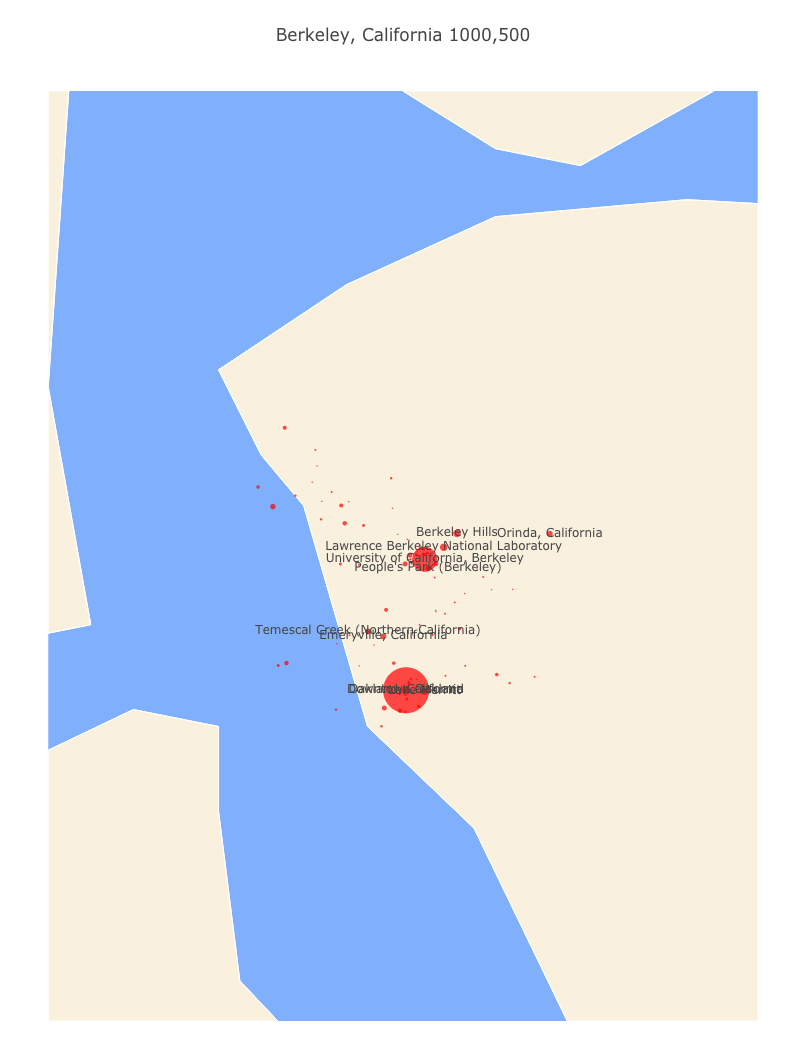 Berkeley, California 1000,500
Berkeley Hills
Orinda, California
Lawrence Berkeley National Laboratory
University of California, Berkeley
People's Park (Berkeley)
Temescal Creek (Northern California)
Emeryville, California